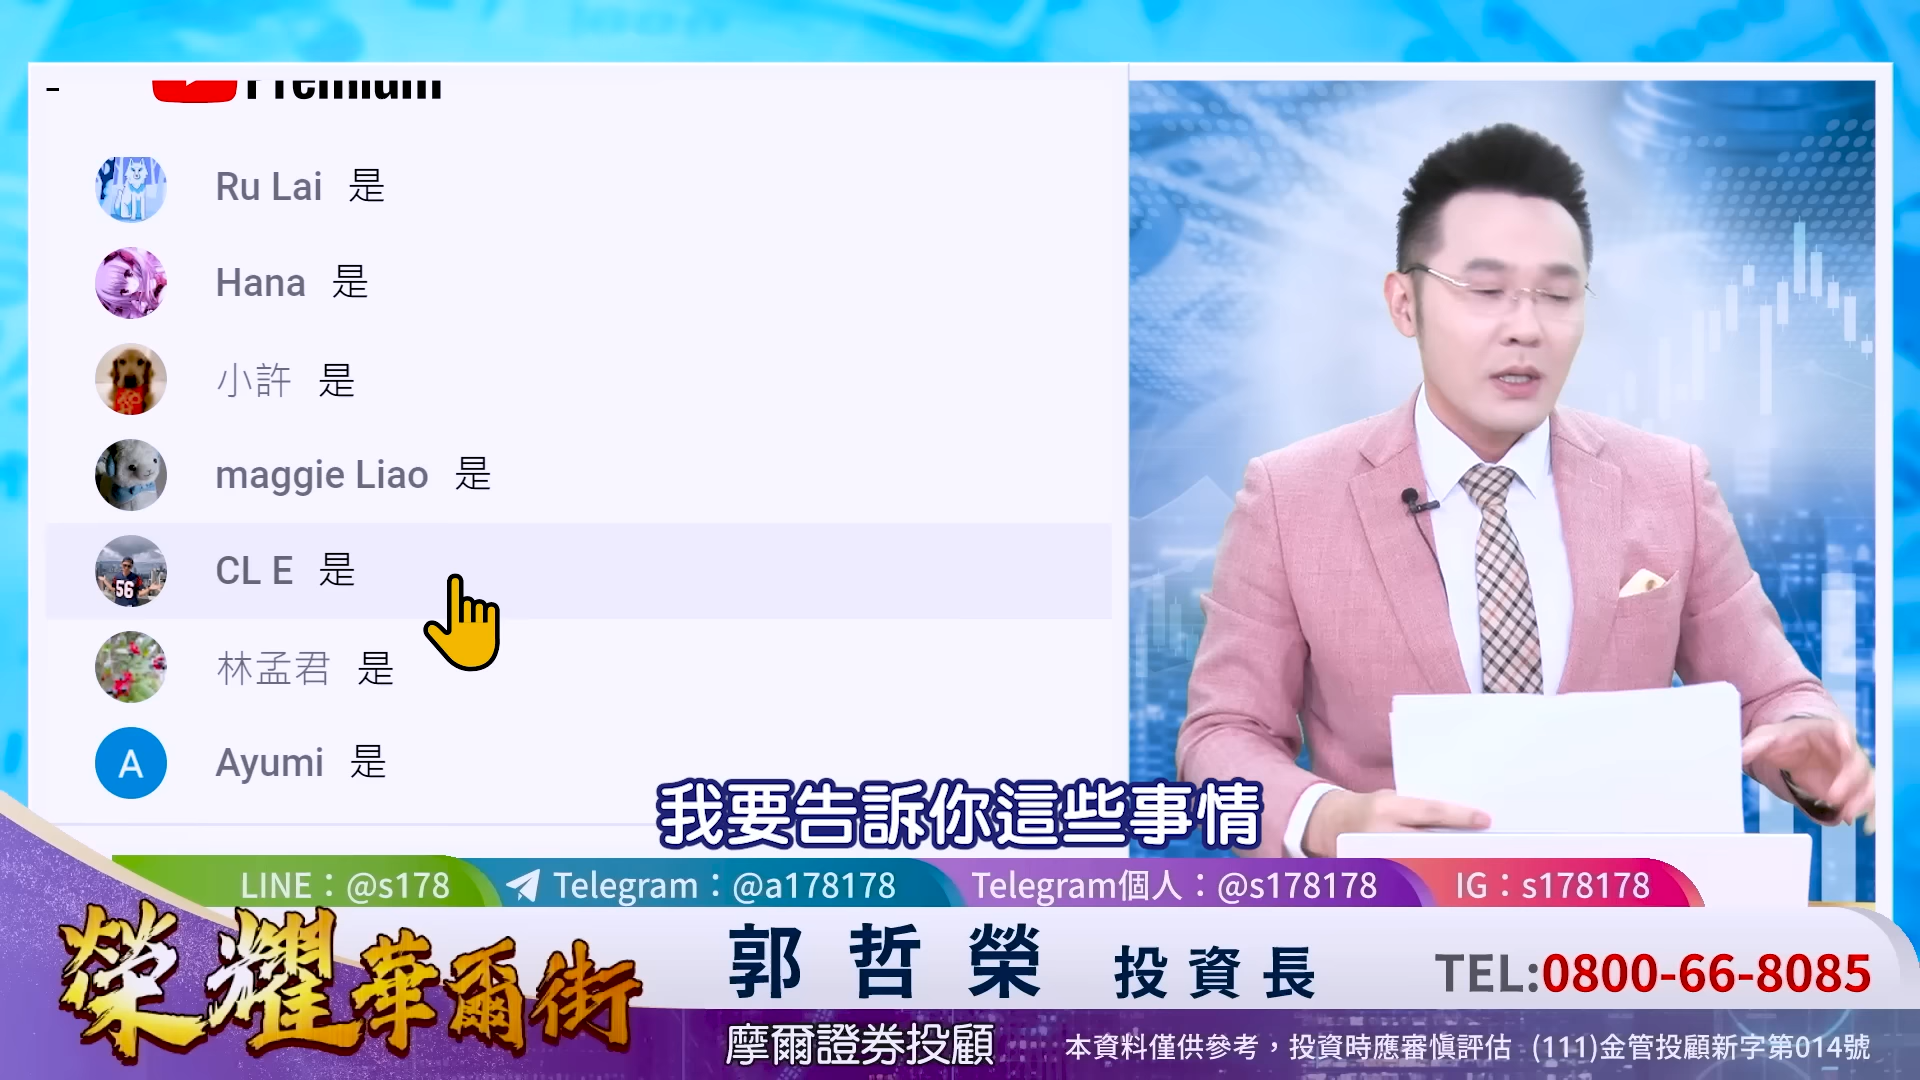 Premium
Ru Lai 是
Hana 是
小許 是
maggie Liao 是
CL E 是
56
林孟君 是
A Ayumi 是
我要告訴你這些事情
LINE：@s178 Telegram：@a178178 Telegram個人：@s178178 IG：s178178
榮耀華爾街
郭哲榮 投資長 TEL:0800-66-8085
摩爾證券投顧 本資料僅供參考，投資時應審慎評估 (111)金管投顧新字第014號